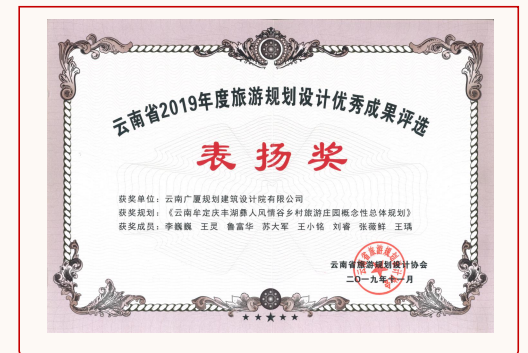 云南省2019年度旅游规划设计优秀成果评选
表扬奖
获奖单位：云南广厦规划建筑设计院有限公司
获奖规划：《云南牟定庆丰湖彝人风情谷乡村旅游庄园概念性总体规划》
获奖成员：李巍巍 王灵 鲁富华 苏大军 王小铭 刘睿 张薇鲜 王瑀
云南省旅游规划设计协会
二〇一九年十一月